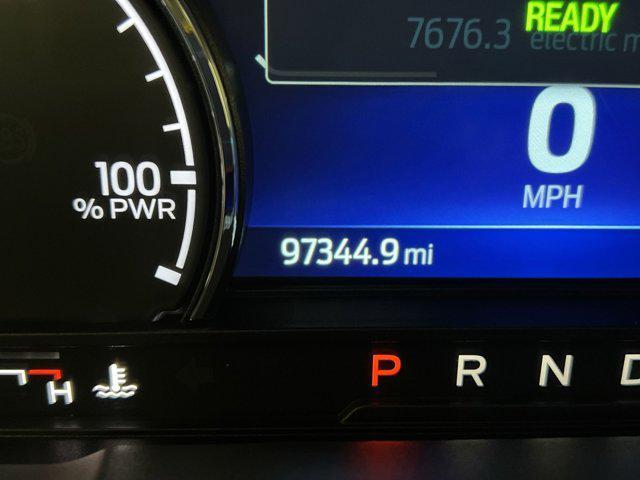 READY
7676.3 electric m
0
MPH
100
% PWR
97344.9 mi
H
P R N D